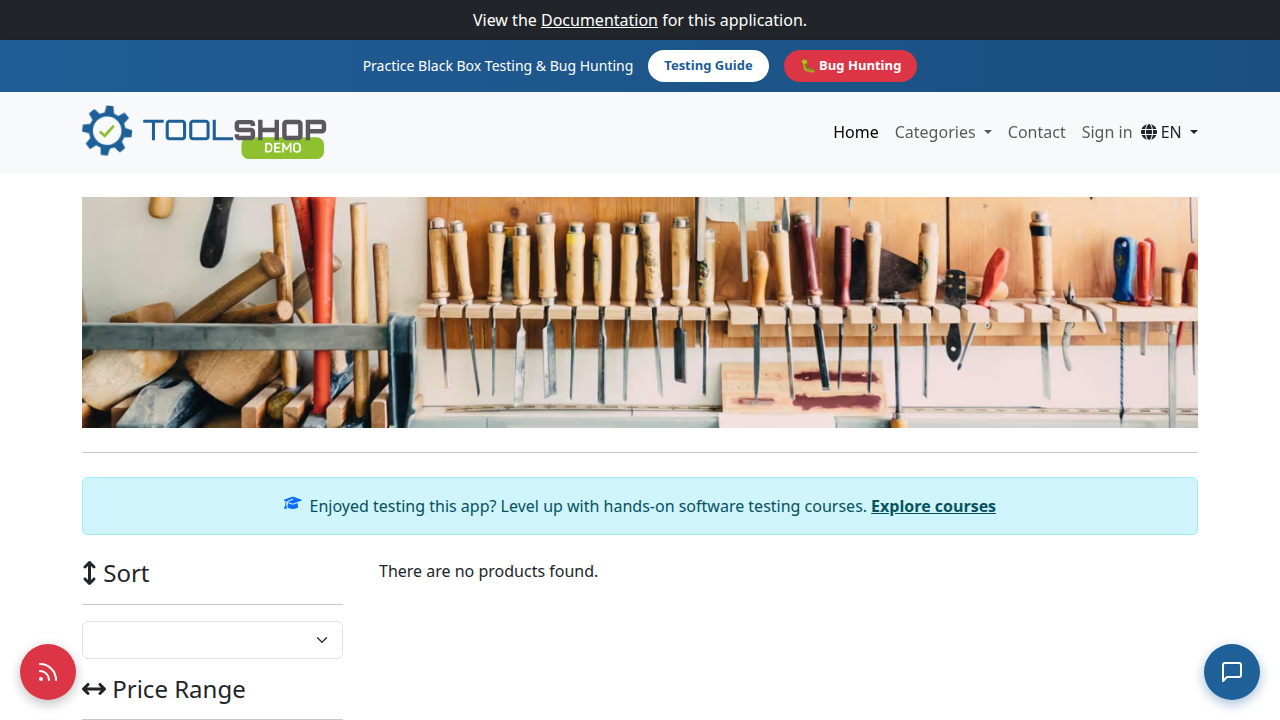 View the Documentation for this application.
Practice Black Box Testing & Bug Hunting
Testing Guide
Bug Hunting
TOOLSHOP
DEMO
Home
Categories
Contact
Sign in
EN
Enjoyed testing this app? Level up with hands-on software testing courses. Explore courses
Sort
There are no products found.
Price Range